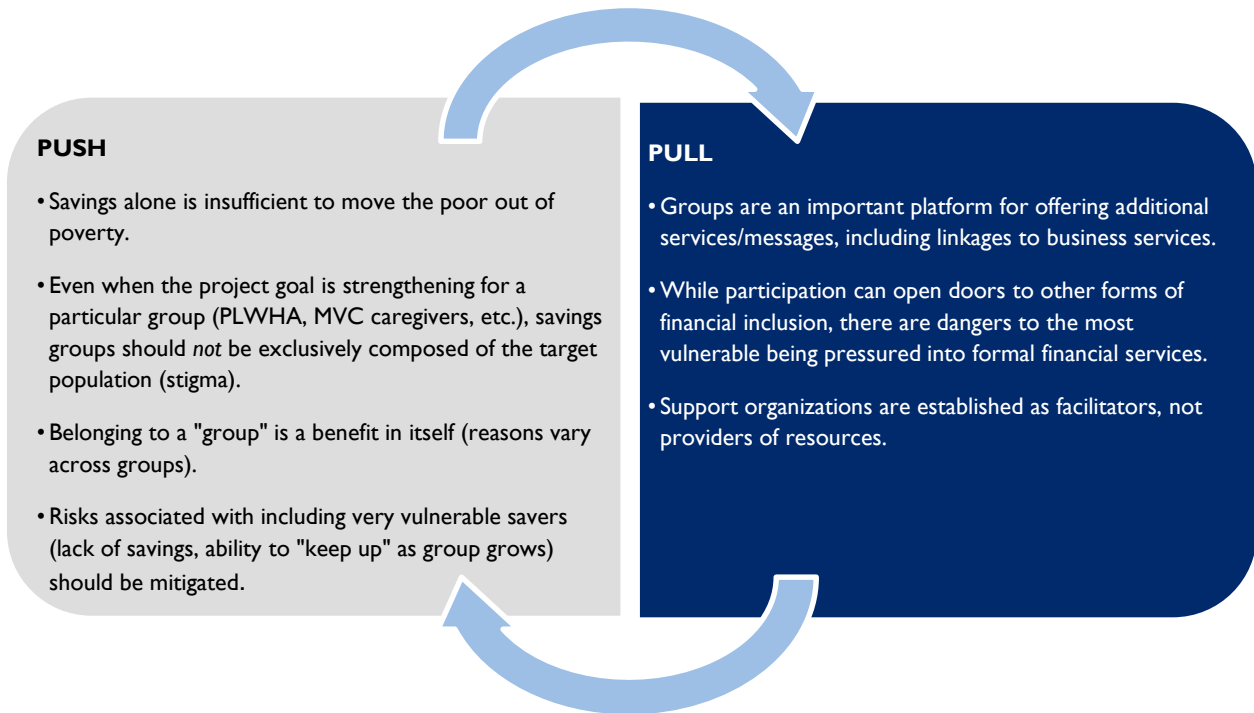 PUSH
• Savings alone is insufficient to move the poor out of
poverty.
• Even when the project goal is strengthening for a
particular group (PLWHA, MVC caregivers, etc.), savings
groups should not be exclusively composed of the target
population (stigma).
• Belonging to a "group" is a benefit in itself (reasons vary
across groups).
• Risks associated with including very vulnerable savers
(lack of savings, ability to "keep up" as group grows)
should be mitigated.
PULL
• Groups are an important platform for offering additional
services/messages, including linkages to business services.
• While participation can open doors to other forms of
financial inclusion, there are dangers to the most
vulnerable being pressured into formal financial services.
• Support organizations are established as facilitators, not
providers of resources.